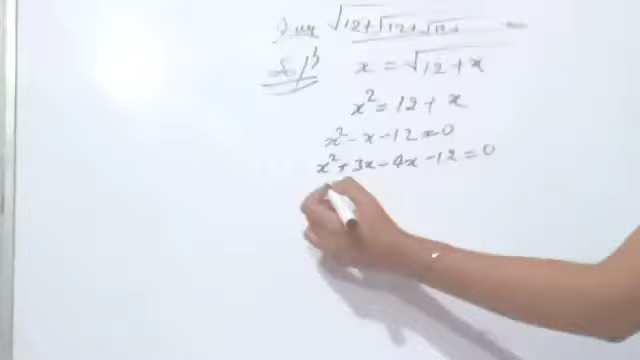 √12+√12+√12+
x = √12+x
x² = 12 + x
x² - x - 12 = 0
x² + 3x - 4x - 12 = 0